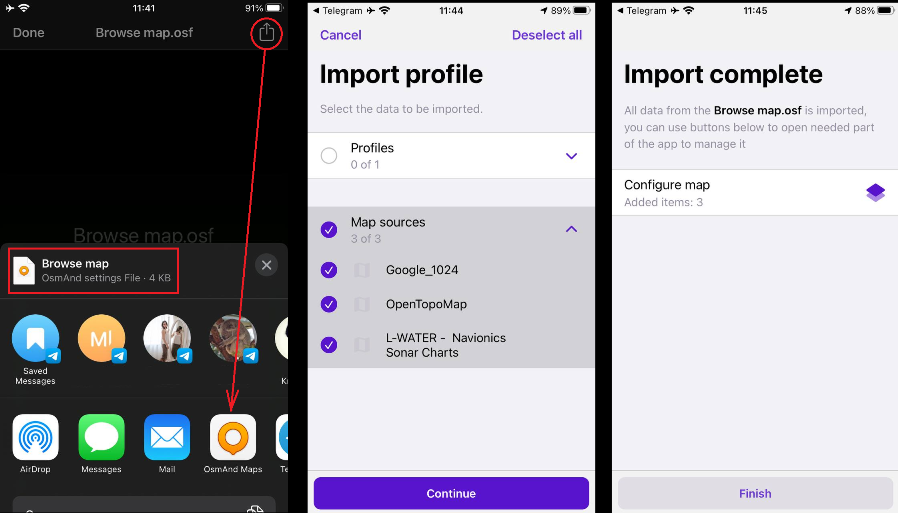 11:41
91%
Done
Browse map.osf
Browse map.osf
Browse map
OsmAnd settings File · 4 KB
MI
Saved
Messages
AirDrop
Messages
Mail
OsmAnd Maps
Telegram
11:44
89%
Cancel
Deselect all
Import profile
Select the data to be imported.
Profiles
0 of 1
Map sources
3 of 3
Google_1024
OpenTopoMap
L-WATER - Navionics
Sonar Charts
Continue
Telegram
11:45
88%
Import complete
All data from the Browse map.osf is imported,
you can use buttons below to open needed part
of the app to manage it
Configure map
Added items: 3
Finish